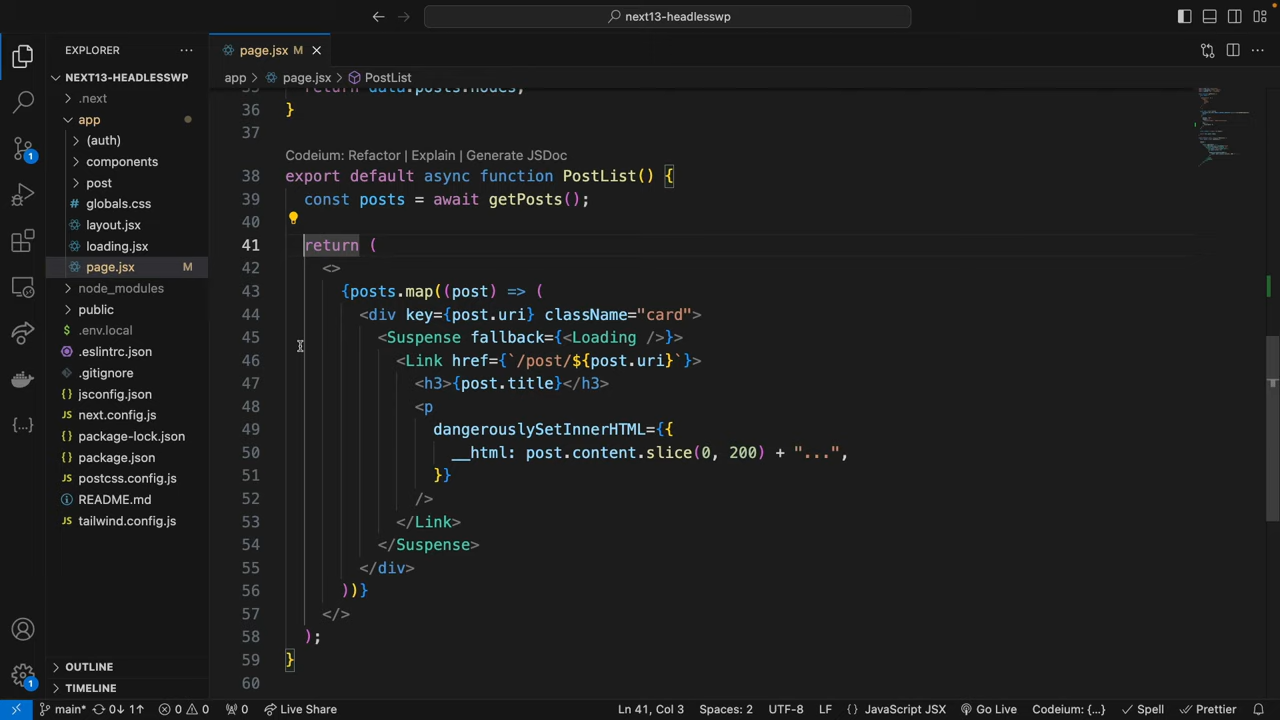 next13-headlesswp
EXPLORER
NEXT13-HEADLESSWP
.next
app
(auth)
components
post
globals.css
layout.jsx
loading.jsx
page.jsx M
node_modules
public
.env.local
.eslintrc.json
.gitignore
jsconfig.json
next.config.js
package-lock.json
package.json
postcss.config.js
README.md
tailwind.config.js
OUTLINE
TIMELINE
page.jsx M
app > page.jsx > PostList
35 return data.posts.nodes;
36 }
37
Codeium: Refactor | Explain | Generate JSDoc
38 export default async function PostList() {
39 const posts = await getPosts();
40
41 return (
42 <>
43 {posts.map((post) => (
44 <div key={post.uri} className="card">
45 <Suspense fallback={<Loading />}>
46 <Link href={`/post/${post.uri}`}>
47 <h3>{post.title}</h3>
48 <p
49 dangerouslySetInnerHTML={{
50 __html: post.content.slice(0, 200) + "...",
51 }}
52 />
53 </Link>
54 </Suspense>
55 </div>
56 ))}
57 </>
58 );
59 }
60
1
1
main* 0↓ 1↑ 0 0 0 Live Share Ln 41, Col 3 Spaces: 2 UTF-8 LF {} JavaScript JSX Go Live Codeium: {...} Spell Prettier